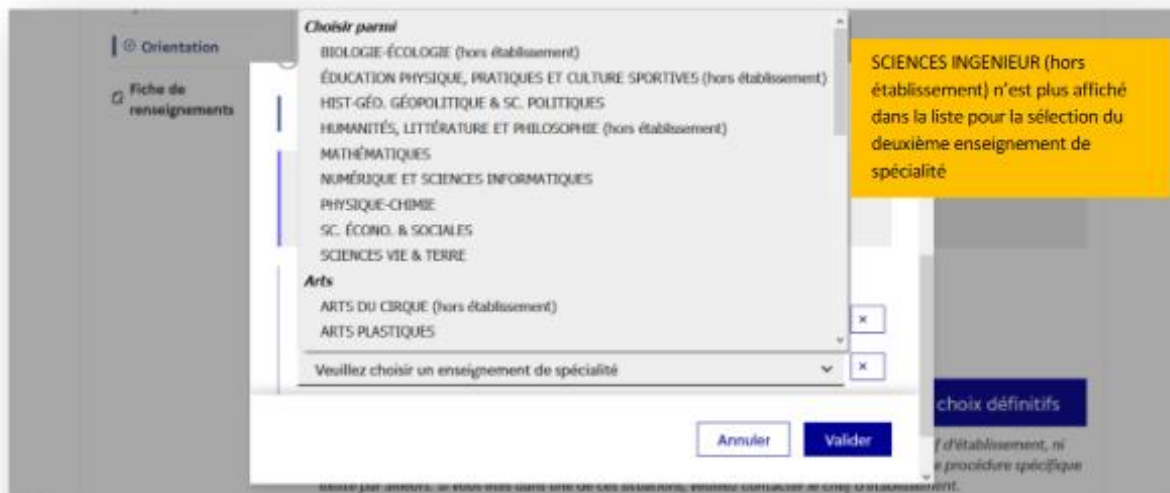 Orientation
Fiche de
renseignements
Choisir parmi
BIOLOGIE-ÉCOLOGIE (hors établissement)
ÉDUCATION PHYSIQUE, PRATIQUES ET CULTURE SPORTIVES (hors établissement)
HIST-GÉO. GÉOPOLITIQUE & SC. POLITIQUES
HUMANITÉS, LITTÉRATURE ET PHILOSOPHIE (hors établissement)
MATHÉMATIQUES
NUMÉRIQUE ET SCIENCES INFORMATIQUES
PHYSIQUE-CHIMIE
SC. ÉCONO. & SOCIALES
SCIENCES VIE & TERRE
Arts
ARTS DU CIRQUE (hors établissement)
ARTS PLASTIQUES
Veuillez choisir un enseignement de spécialité
SCIENCES INGENIEUR (hors
établissement) n'est plus affiché
dans la liste pour la sélection du
deuxième enseignement de
spécialité
Annuler
Valider
choix définitifs
d'établissement, ni
procédure spécifique